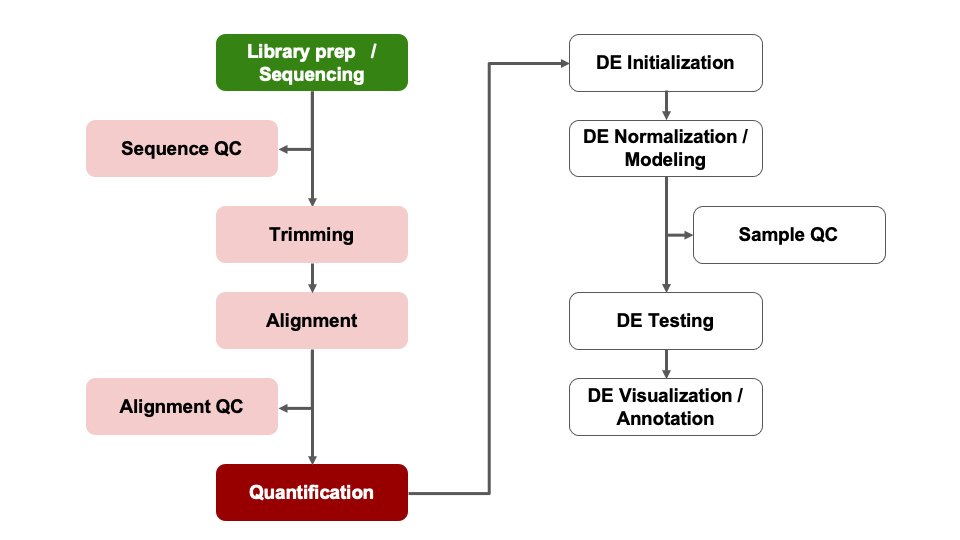 Library prep /
Sequencing
Sequence QC
Trimming
Alignment
Alignment QC
Quantification
DE Initialization
DE Normalization /
Modeling
Sample QC
DE Testing
DE Visualization /
Annotation